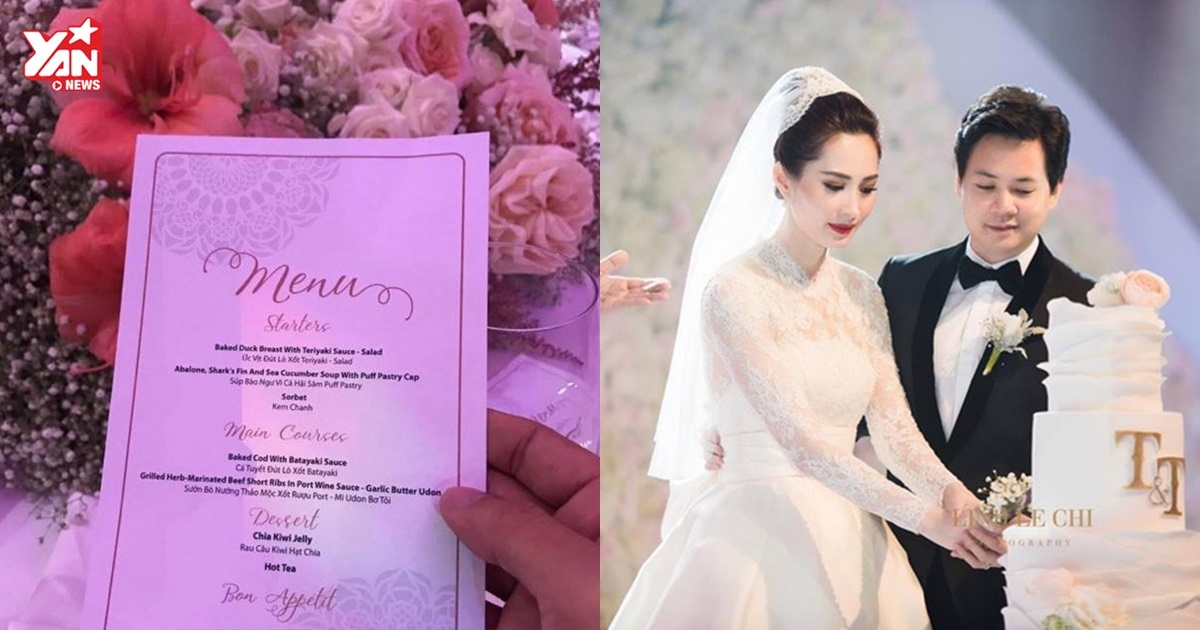 YAN
NEWS
Menu
Starters
Baked Duck Breast With Teriyaki Sauce - Salad
Ức Vịt Đút Lò Xốt Teriyaki - Salad
Abalone, Shark's Fin And Sea Cucumber Soup With Puff Pastry Cap
Súp Bào Ngư Vi Cá Hải Sâm Puff Pastry
Sorbet
Kem Chanh
Main Courses
Baked Cod With Batayaki Sauce
Cá Tuyết Đút Lò Xốt Batayaki
Grilled Herb-Marinated Beef Short Ribs In Port Wine Sauce - Garlic Butter Udon
Sườn Bò Nướng Thảo Mộc Xốt Rượu Port - Mì Udon Bơ Tỏi
Dessert
Chia Kiwi Jelly
Rau Câu Kiwi Hạt Chia
Hot Tea
Bon Appétit
T&T
LE CHI